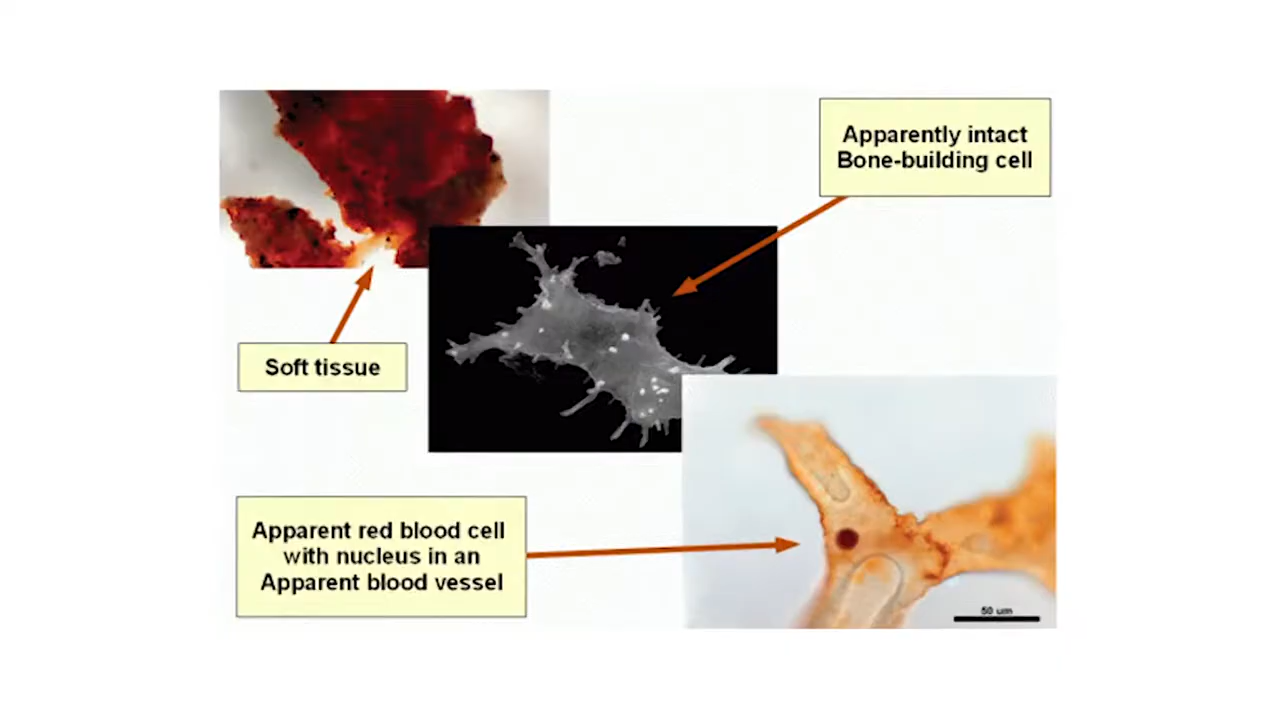 Apparently intact
Bone-building cell
Soft tissue
Apparent red blood cell
with nucleus in an
Apparent blood vessel
50 um